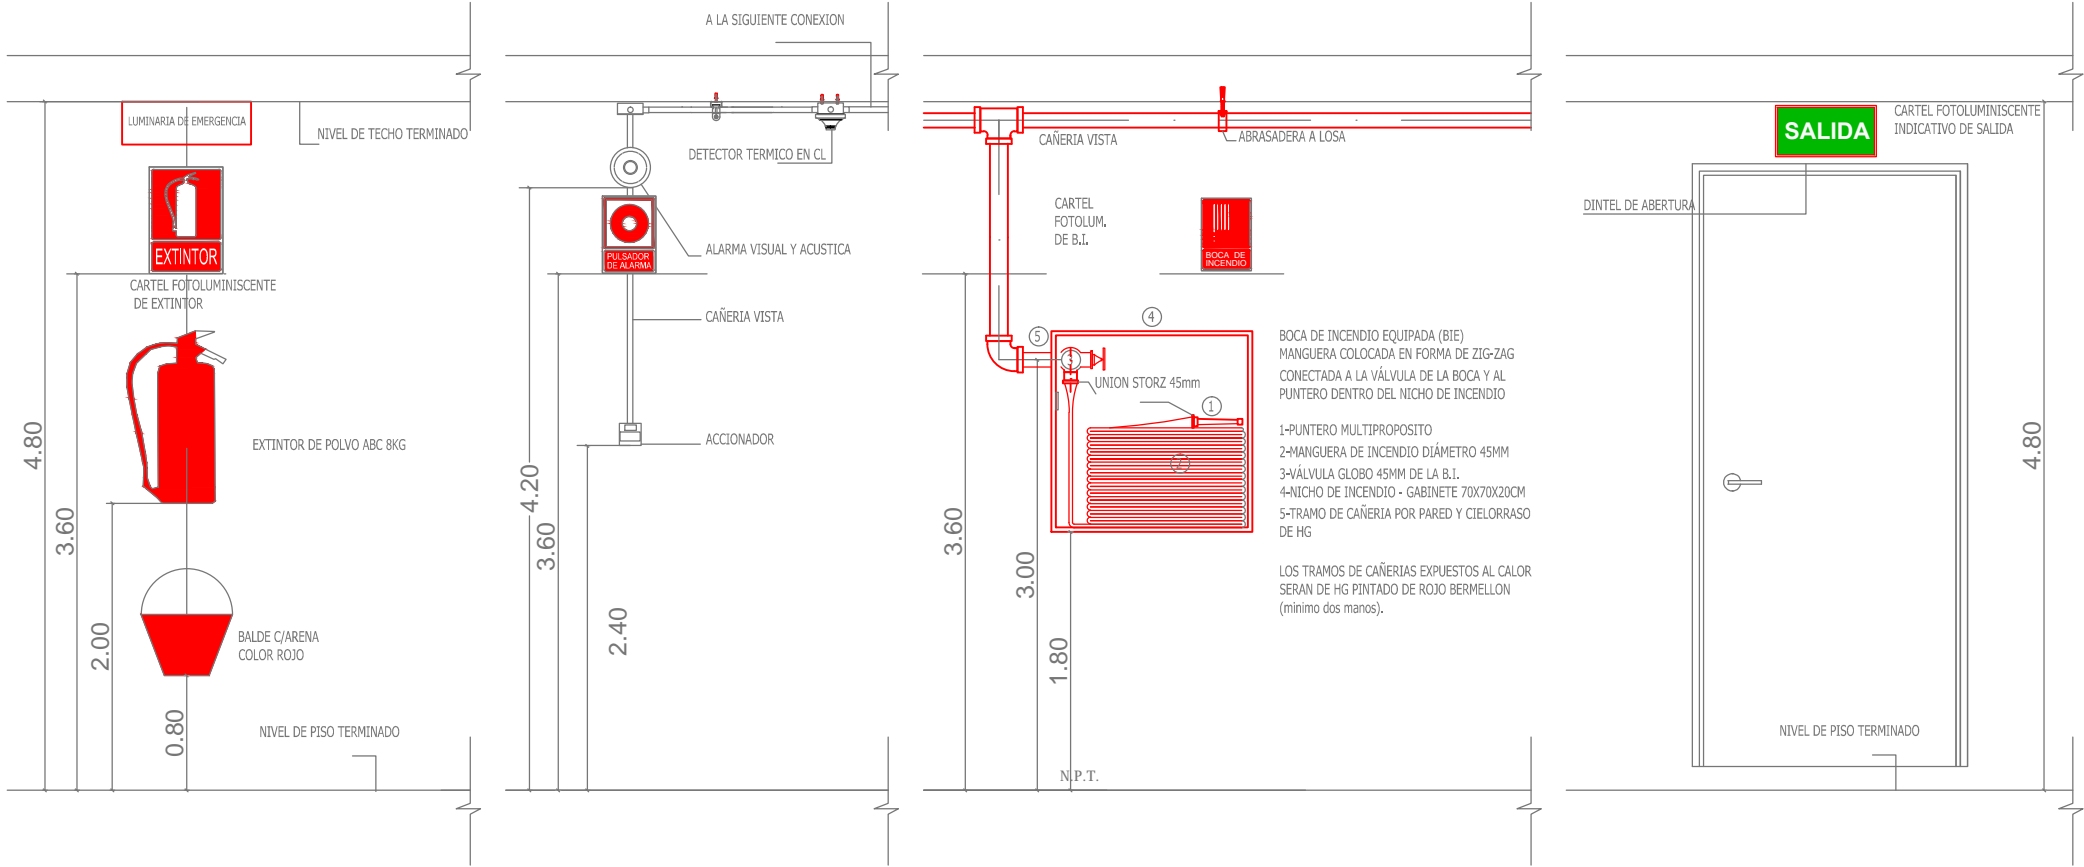 LUMINARIA DE EMERGENCIA
NIVEL DE TECHO TERMINADO
EXTINTOR
CARTEL FOTOLUMINISCENTE
DE EXTINTOR
4.80
3.60
EXTINTOR DE POLVO ABC 8KG
2.00
BALDE C/ARENA
COLOR ROJO
0.80
NIVEL DE PISO TERMINADO
A LA SIGUIENTE CONEXION
DETECTOR TERMICO EN CL
PULSADOR
DE ALARMA
ALARMA VISUAL Y ACUSTICA
CAÑERIA VISTA
ACCIONADOR
4.20
3.60
2.40
CAÑERIA VISTA
ABRASADERA A LOSA
CARTEL
FOTOLUM.
DE B.I.
BOCA DE
INCENDIO
4
5
3
UNION STORZ 45mm
1
2
3.60
3.00
1.80
N.P.T.
BOCA DE INCENDIO EQUIPADA (BIE)
MANGUERA COLOCADA EN FORMA DE ZIG-ZAG
CONECTADA A LA VÁLVULA DE LA BOCA Y AL
PUNTERO DENTRO DEL NICHO DE INCENDIO
1-PUNTERO MULTIPROPOSITO
2-MANGUERA DE INCENDIO DIÁMETRO 45MM
3-VÁLVULA GLOBO 45MM DE LA B.I.
4-NICHO DE INCENDIO - GABINETE 70X70X20CM
5-TRAMO DE CAÑERIA POR PARED Y CIELORRASO
DE HG
LOS TRAMOS DE CAÑERIAS EXPUESTOS AL CALOR
SERAN DE HG PINTADO DE ROJO BERMELLON
(minimo dos manos).
SALIDA
CARTEL FOTOLUMINISCENTE
INDICATIVO DE SALIDA
DINTEL DE ABERTURA
4.80
NIVEL DE PISO TERMINADO